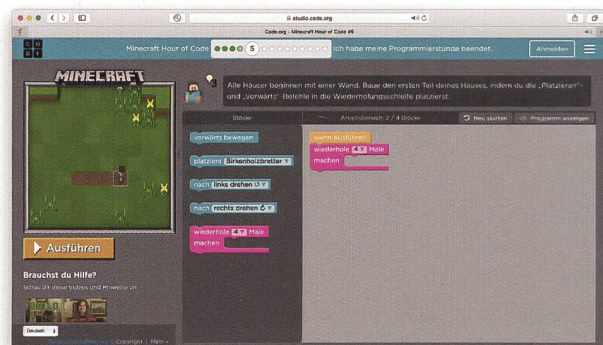 studio.code.org
Code.org - Minecraft Hour of Code #5
C O
D E
Minecraft Hour of Code
5
Ich habe meine Programmierstunde beendet.
Anmelden
MINECRAFT
Alle Häuser beginnen mit einer Wand. Baue den ersten Teil deines Hauses, indem du die „Platzieren"-
und „vorwärts"-Befehle in die Wiederholungsschleife platzierst.
Blöcke
Arbeitsbereich: 2 / 4 Blöcke
Neu starten
Programm anzeigen
vorwärts bewegen
platziere Birkenholzbretter
nach links drehen
nach rechts drehen
wiederhole 4 Male
machen
wenn Ausführen
wiederhole 4 Male
machen
Ausführen
Brauchst du Hilfe?
Schau dir diese Videos und Hinweise an
Deutsch
Copyright | Mehr